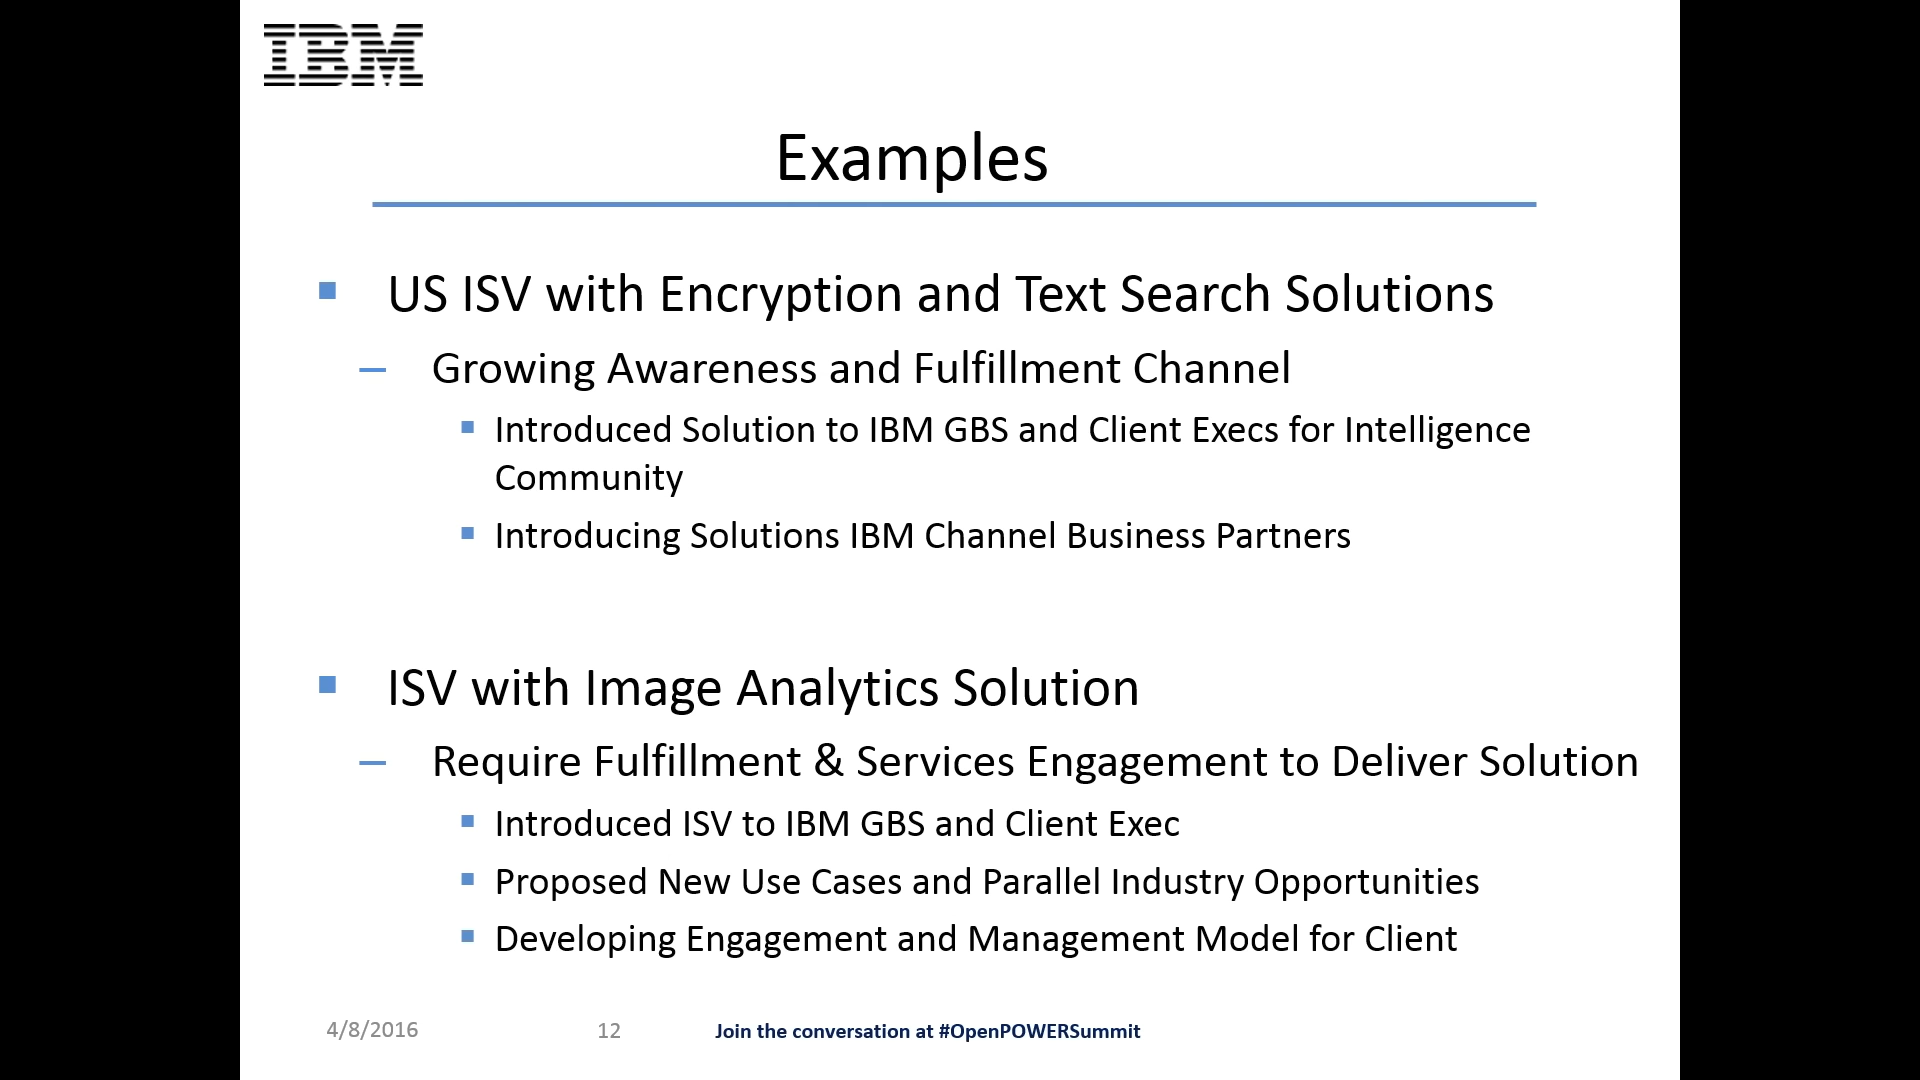 IBM
Examples
US ISV with Encryption and Text Search Solutions
– Growing Awareness and Fulfillment Channel
Introduced Solution to IBM GBS and Client Execs for Intelligence
Community
Introducing Solutions IBM Channel Business Partners
ISV with Image Analytics Solution
– Require Fulfillment & Services Engagement to Deliver Solution
Introduced ISV to IBM GBS and Client Exec
Proposed New Use Cases and Parallel Industry Opportunities
Developing Engagement and Management Model for Client
4/8/2016 12 Join the conversation at #OpenPOWERSummit